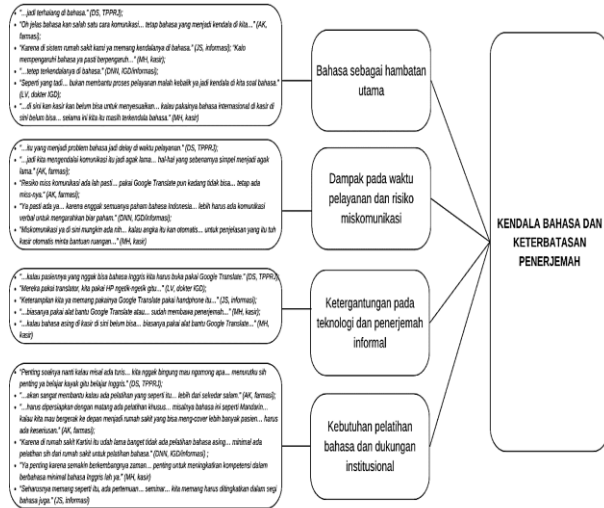 • "...jadi terhalang di bahasa." (DS, TPPRJ);
• "Oh jelas bahasa kan salah satu cara komunikasi... tetap bahasa yang menjadi kendala di kita..." (AK,
farmasi);
• "Karena di sistem rumah sakit kami ya memang kendalanya di bahasa." (JS, informasi); "Kalo
mempengaruhi bahasa ya pasti berpengaruh..." (MH, kasir)
• "...tetep terkendalanya di bahasa." (DNN, IGD/informasi);
• "Seperti yang tadi... bukan membantu proses pelayanan malah kebalik ya jadi kendala di kita soal bahasa."
(LV, dokter IGD);
• "...di sini kan kasir kan belum bisa untuk menyesuaikan... kalau pakainya bahasa internasional di kasir di
sini belum bisa... selama ini kita itu masih terkendala bahasa." (MH, kasir)
Bahasa sebagai hambatan
utama
• "...itu yang menjadi problem bahasa jadi delay di waktu pelayanan." (DS, TPPRJ)
• "...jadi kita mengendalai komunikasi itu jadi agak lama... hal-hal yang sebenarnya simpel menjadi agak
lama." (AK, farmasi);
• "Resiko miss komunikasi ada lah pasti... pakai Google Translate pun kadang tidak bisa... tetep ada
miss-nya." (AK, farmasi);
• "Ya pasti ada ya... karena enggak semuanya paham bahasa Indonesia... lebih harus ada komunikasi
verbal untuk mengarahkan biar paham." (DNN, IGD/informasi)
• "Miskomunikasi ya di sini mungkin ada nih... kalau angka itu kan otomatis... untuk penjelasan yang itu tuh
kasir otomatis minta bantuan ruangan..." (MH, kasir)
Dampak pada waktu
pelayanan dan risiko
miskomunikasi
KENDALA BAHASA DAN
KETERBATASAN
PENERJEMAH
• "...kalau pasiennya yang nggak bisa bahasa Inggris kita harus buka pakai Google Translate." (DS, TPPRJ);
• "Mereka pakai translator, kita pakai HP ngetik-ngetik gitu..." (LV, dokter IGD);
• "Keterampilan kita ya memang pakainya Google Translate pakai handphone itu..." (JS, informasi);
• "...biasanya pakai alat bantu Google Translate atau... sudah membawa penerjemah..." (MH, kasir);
• "...kalau bahasa asing di kasir di sini belum bisa... biasanya pakai alat bantu Google Translate..." (MH,
kasir)
Ketergantungan pada
teknologi dan penerjemah
informal
• "Penting soalnya nanti kalau misal ada turis... kita nggak bingung mau ngomong apa... menurutku sih
penting ya belajar kayak gitu belajar Inggris." (DS, TPPRJ)
• "...akan sangat membantu kalau ada pelatihan yang seperti itu... lebih dari sekedar salam." (AK, farmasi);
• "...harus dipersiapkan dengan matang ada pelatihan khusus... misalnya bahasa ini seperti Mandarin...
kalau kita mau bergerak ke depan menjadi rumah sakit yang bisa meng-cover lebih banyak pasien... harus
ada keseriusan." (AK, farmasi);
• "Karena di rumah sakit Kartini itu udah lama banget tidak ada pelatihan bahasa asing... minimal ada
pelatihan sih dari rumah sakit untuk pelatihan bahasa." (DNN, IGD/informasi) ;
• "Ya penting karena semakin berkembangnya zaman... penting untuk meningkatkan kompetensi dalam
berbahasa minimal bahasa Inggris lah ya." (MH, kasir)
• "Seharusnya memang seperti itu, ada pertemuan... seminar... kita memang harus ditingkatkan dalam segi
bahasa juga." (JS, informasi)
Kebutuhan pelatihan
bahasa dan dukungan
institusional